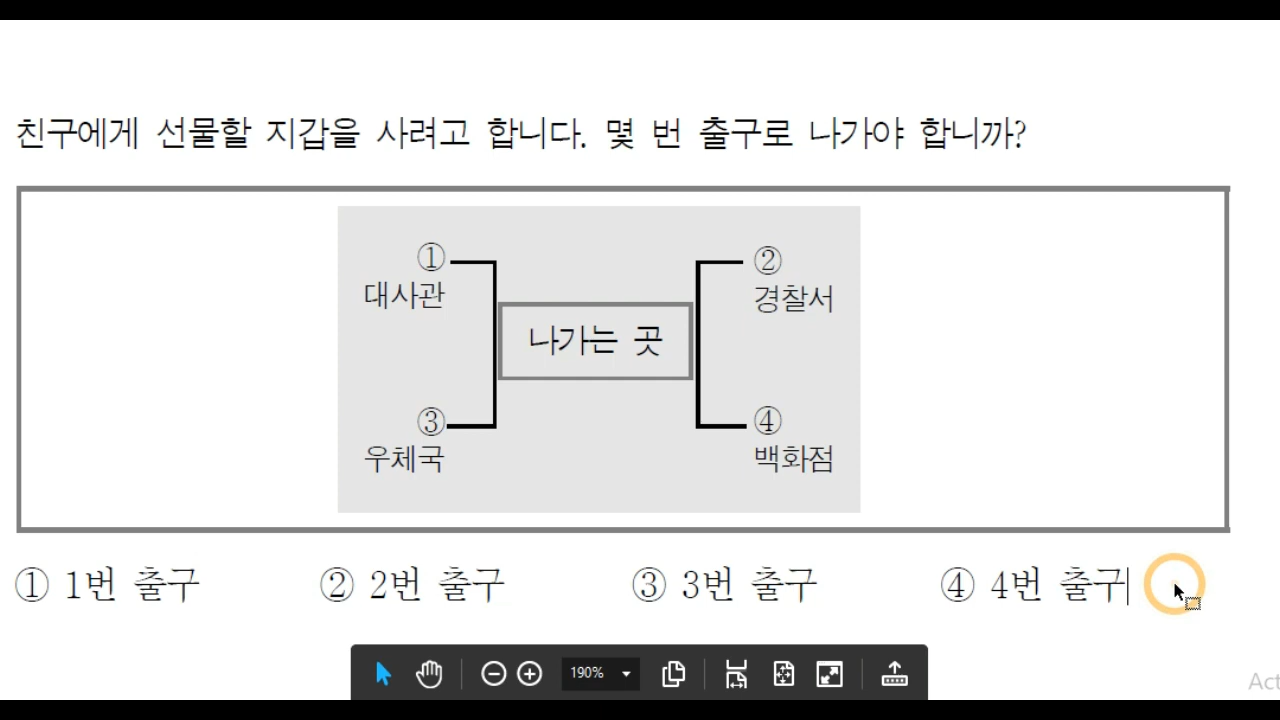 친구에게 선물할 지갑을 사려고 합니다. 몇 번 출구로 나가야 합니까?
① ②
대사관 경찰서
나가는 곳
③ ④
우체국 백화점
① 1번 출구 ② 2번 출구 ③ 3번 출구 ④ 4번 출구
190%
Act